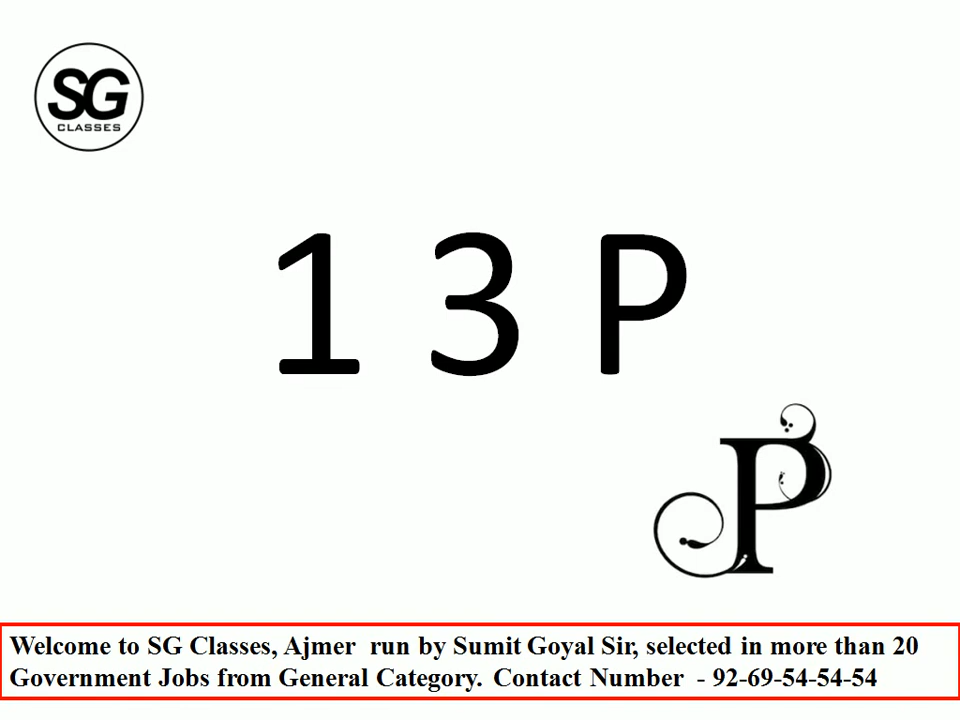 SG
CLASSES
1 3 P
P
Welcome to SG Classes, Ajmer run by Sumit Goyal Sir, selected in more than 20
Government Jobs from General Category. Contact Number - 92-69-54-54-54